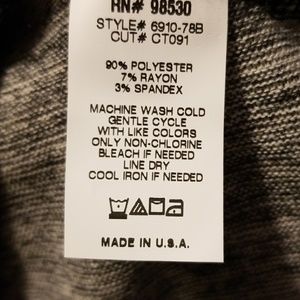 RN# 98530
STYLE# 6910-78B
CUT# CT091
90% POLYESTER
7% RAYON
3% SPANDEX
MACHINE WASH COLD
GENTLE CYCLE
WITH LIKE COLORS
ONLY NON-CHLORINE
BLEACH IF NEEDED
LINE DRY
COOL IRON IF NEEDED
MADE IN U.S.A.